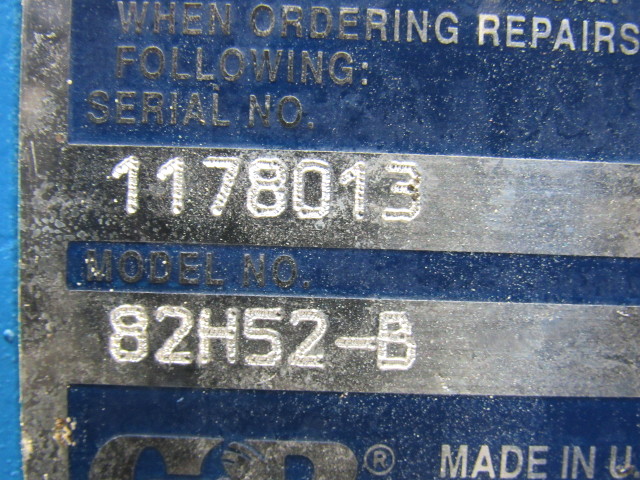 WHEN ORDERING REPAIRS
FOLLOWING:
SERIAL NO.
1178013
MODEL NO.
82H52-B
®
MADE IN U.